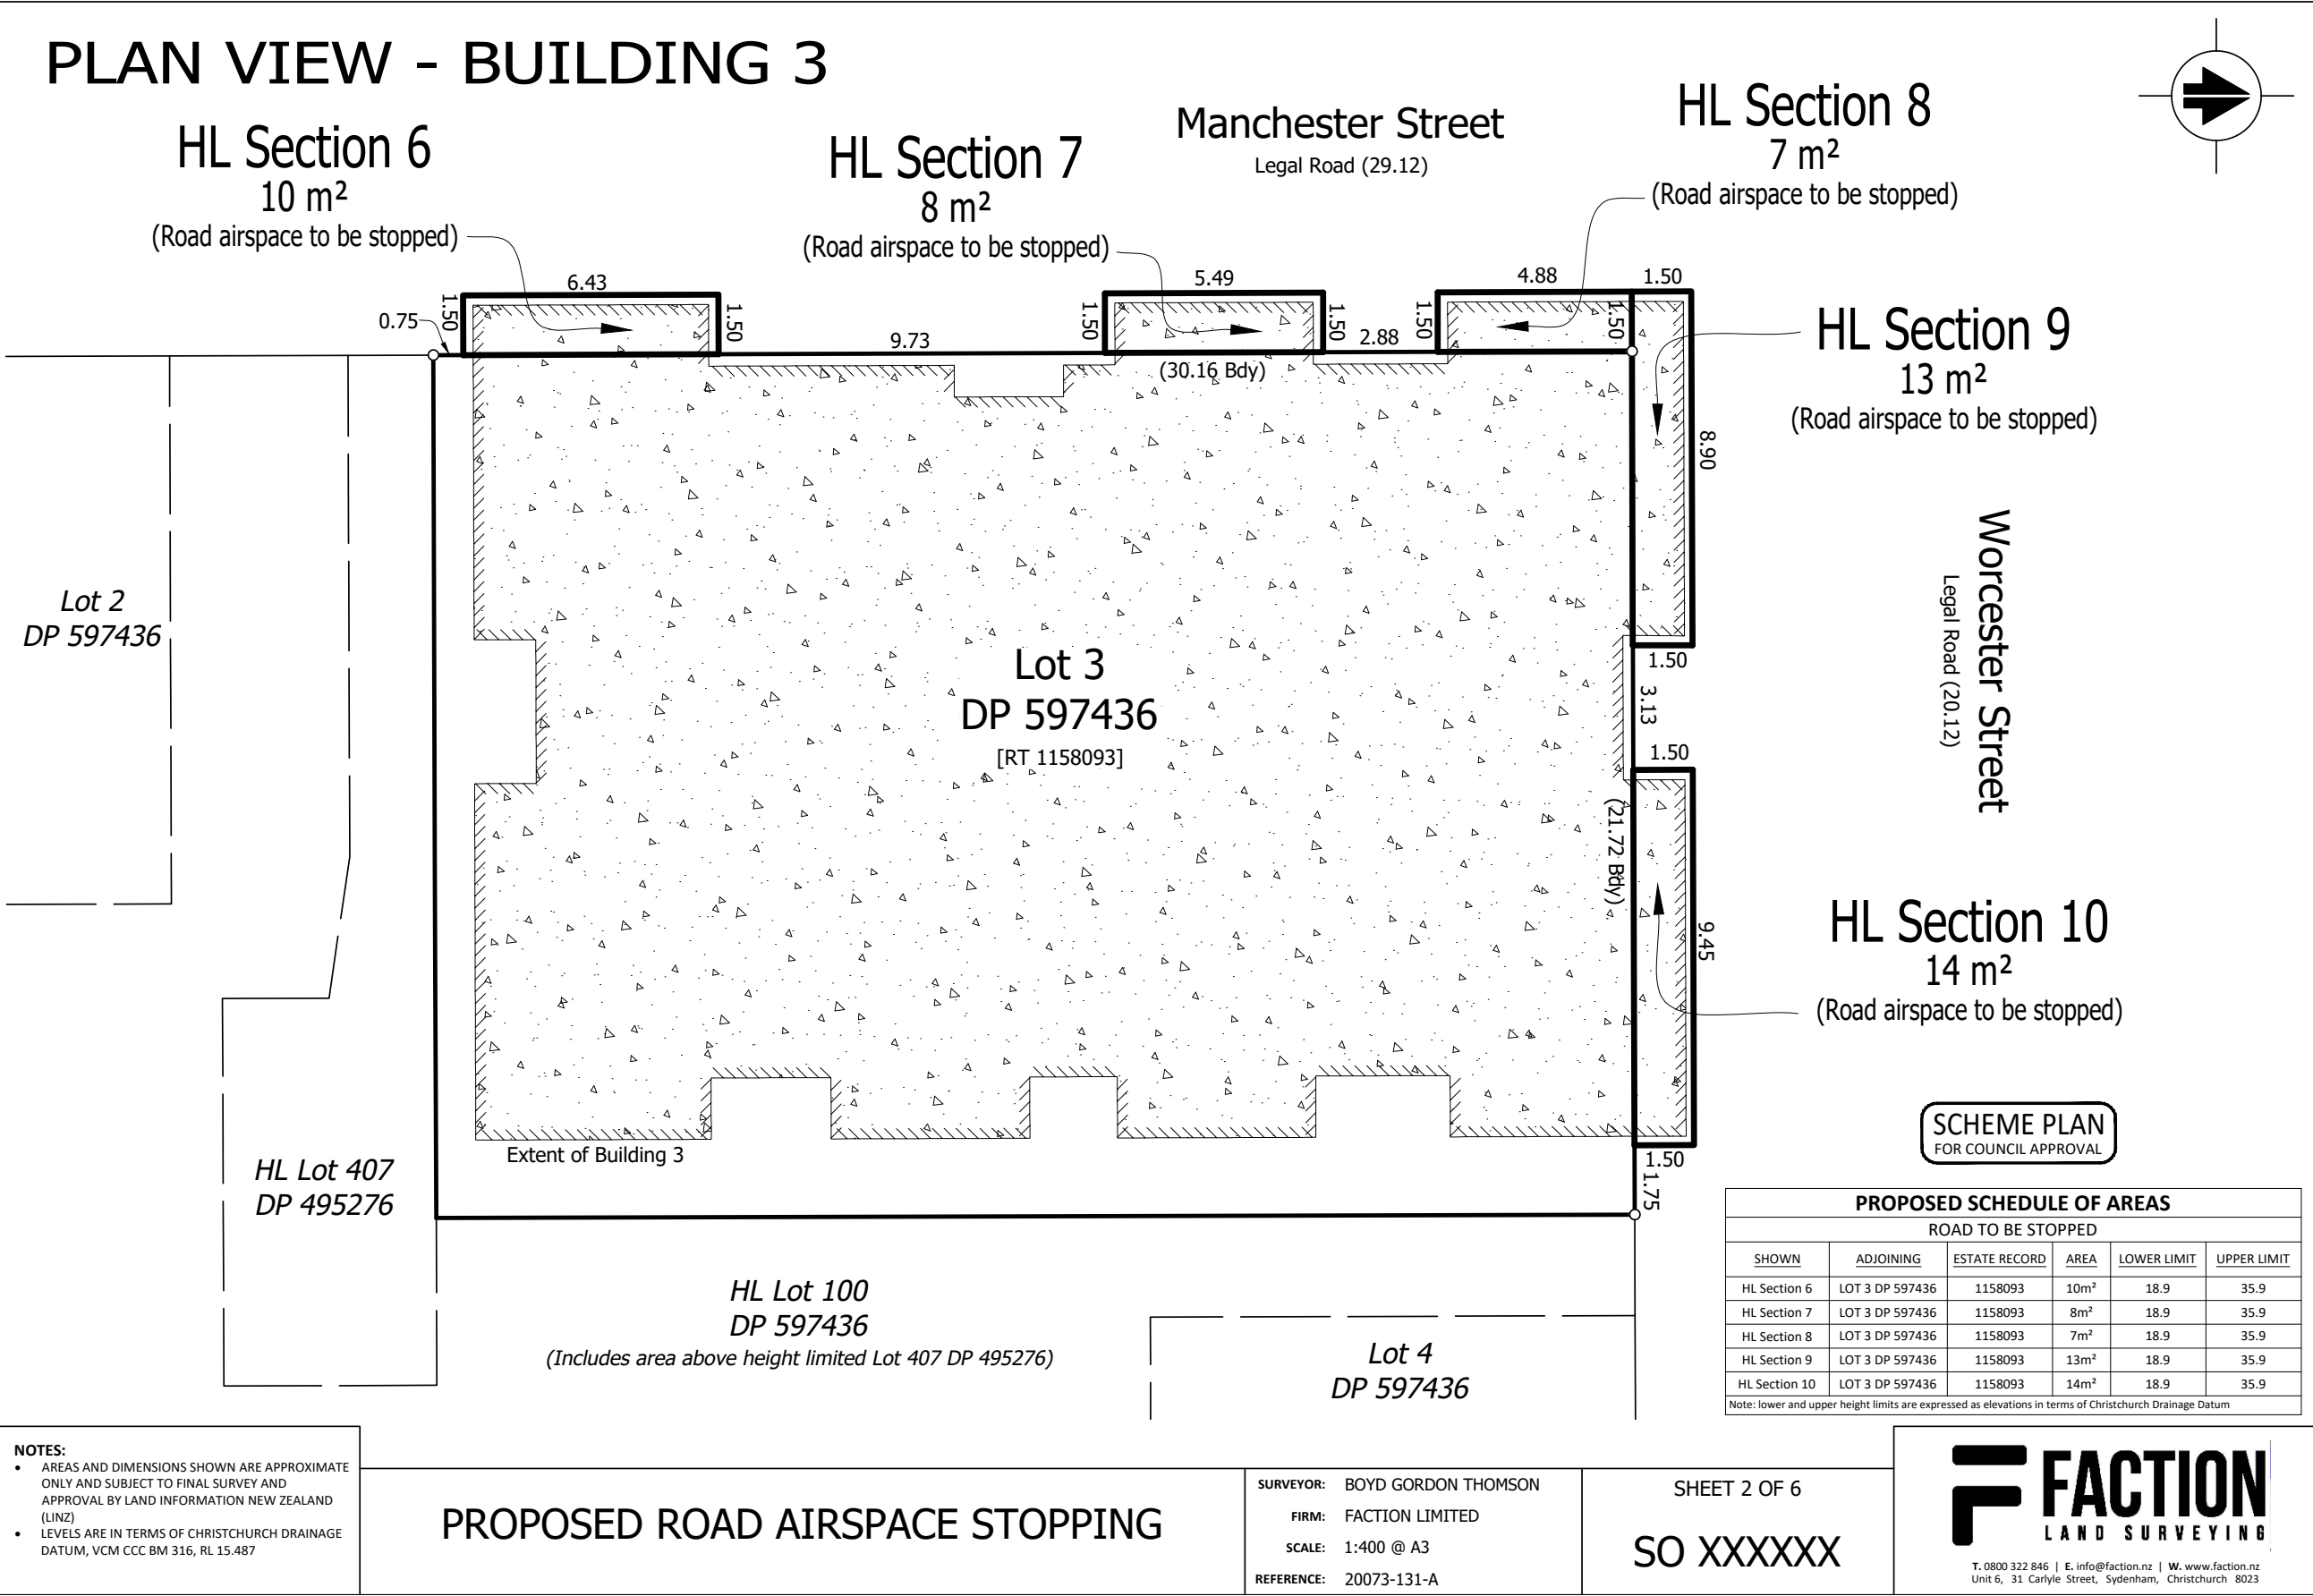 PLAN VIEW - BUILDING 3
HL Section 6
10 m²
(Road airspace to be stopped)
HL Section 7
8 m²
(Road airspace to be stopped)
Manchester Street
Legal Road (29.12)
HL Section 8
7 m²
(Road airspace to be stopped)
HL Section 9
13 m²
(Road airspace to be stopped)
0.75
1.50
6.43
1.50
9.73
1.50
5.49
1.50
2.88
1.50
4.88
1.50
1.50
(30.16 Bdy)
8.90
1.50
3.13
1.50
(21.72 Bdy)
9.45
1.50
1.75
Worcester Street
Legal Road (20.12)
Lot 2
DP 597436
Lot 3
DP 597436
[RT 1158093]
HL Section 10
14 m²
(Road airspace to be stopped)
Extent of Building 3
HL Lot 407
DP 495276
HL Lot 100
DP 597436
(Includes area above height limited Lot 407 DP 495276)
Lot 4
DP 597436
SCHEME PLAN
FOR COUNCIL APPROVAL
PROPOSED SCHEDULE OF AREAS
ROAD TO BE STOPPED
SHOWN ADJOINING ESTATE RECORD AREA LOWER LIMIT UPPER LIMIT
HL Section 6 LOT 3 DP 597436 1158093 10m² 18.9 35.9
HL Section 7 LOT 3 DP 597436 1158093 8m² 18.9 35.9
HL Section 8 LOT 3 DP 597436 1158093 7m² 18.9 35.9
HL Section 9 LOT 3 DP 597436 1158093 13m² 18.9 35.9
HL Section 10 LOT 3 DP 597436 1158093 14m² 18.9 35.9
Note: lower and upper height limits are expressed as elevations in terms of Christchurch Drainage Datum
NOTES:
• AREAS AND DIMENSIONS SHOWN ARE APPROXIMATE
ONLY AND SUBJECT TO FINAL SURVEY AND
APPROVAL BY LAND INFORMATION NEW ZEALAND
(LINZ)
• LEVELS ARE IN TERMS OF CHRISTCHURCH DRAINAGE
DATUM, VCM CCC BM 316, RL 15.487
PROPOSED ROAD AIRSPACE STOPPING
SURVEYOR: BOYD GORDON THOMSON
FIRM: FACTION LIMITED
SCALE: 1:400 @ A3
REFERENCE: 20073-131-A
SHEET 2 OF 6
SO XXXXXX
FACTION
LAND SURVEYING
T. 0800 322 846 | E. info@faction.nz | W. www.faction.nz
Unit 6, 31 Carlyle Street, Sydenham, Christchurch 8023